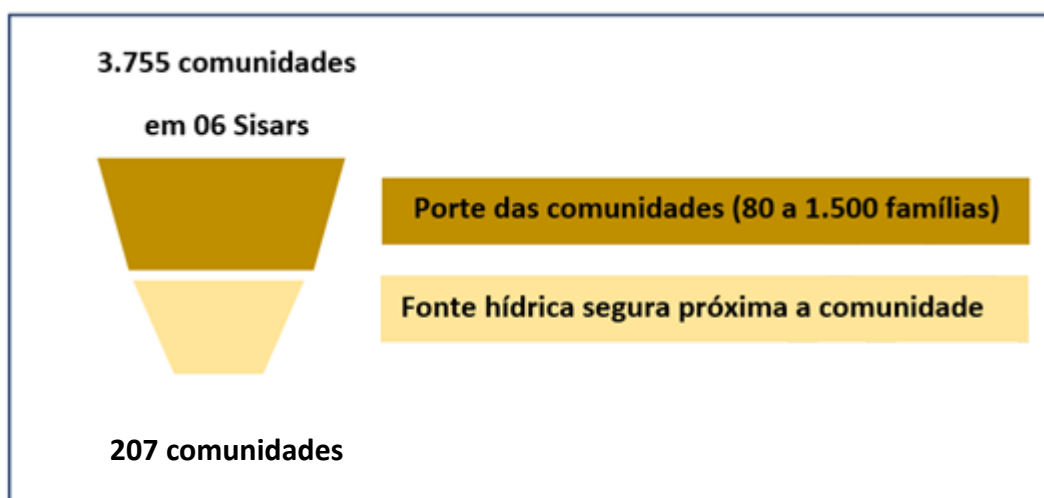 3.755 comunidades
em 06 Sisars
Porte das comunidades (80 a 1.500 famílias)
Fonte hídrica segura próxima a comunidade
207 comunidades